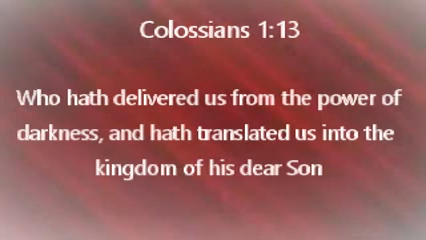 Colossians 1:13
Who hath delivered us from the power of
darkness, and hath translated us into the
kingdom of his dear Son